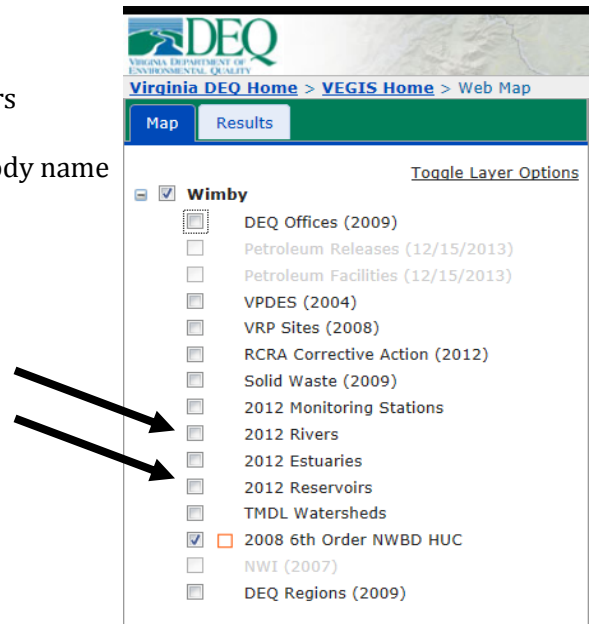 DEQ
VIRGINIA DEPARTMENT OF
ENVIRONMENTAL QUALITY
Virginia DEQ Home > VEGIS Home > Web Map
rs
Map Results
ody name
Toggle Layer Options
Wimby
DEQ Offices (2009)
Petroleum Releases (12/15/2013)
Petroleum Facilities (12/15/2013)
VPDES (2004)
VRP Sites (2008)
RCRA Corrective Action (2012)
Solid Waste (2009)
2012 Monitoring Stations
2012 Rivers
2012 Estuaries
2012 Reservoirs
TMDL Watersheds
2008 6th Order NWBD HUC
NWI (2007)
DEQ Regions (2009)